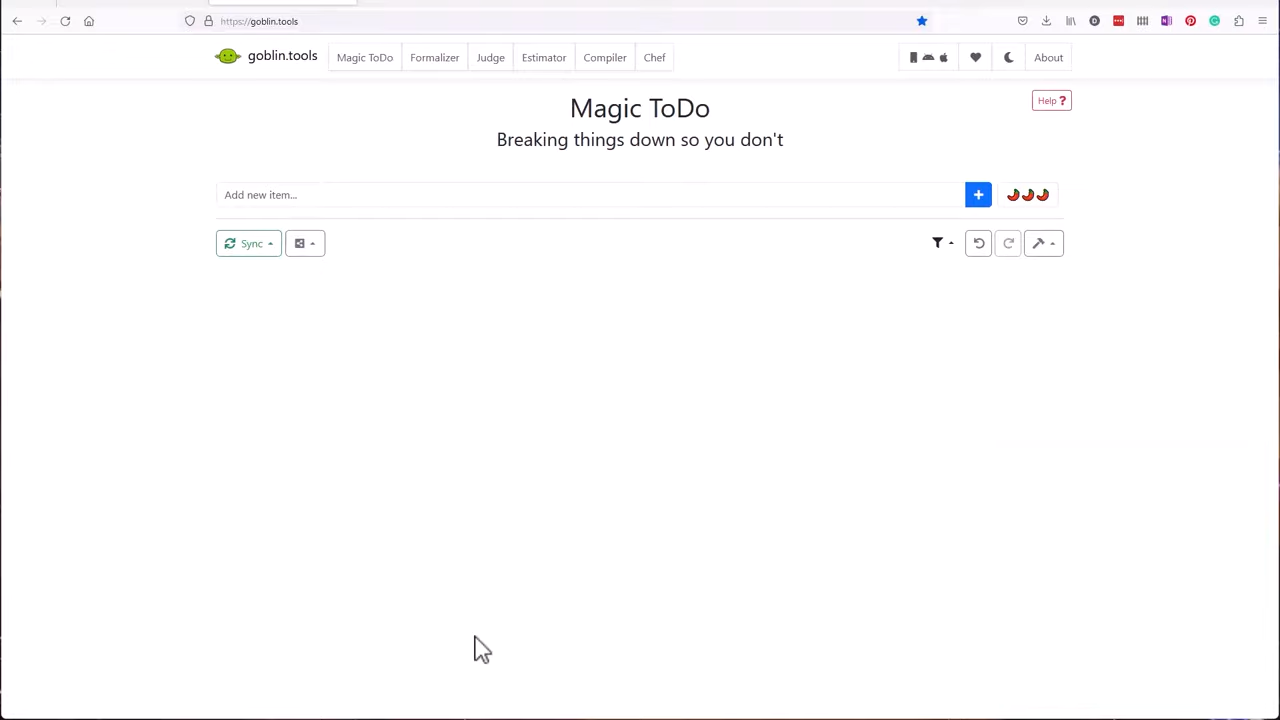 https://goblin.tools
goblin.tools
Magic ToDo
Formalizer
Judge
Estimator
Compiler
Chef
About
Magic ToDo
Help ?
Breaking things down so you don't
Add new item...
+
Sync